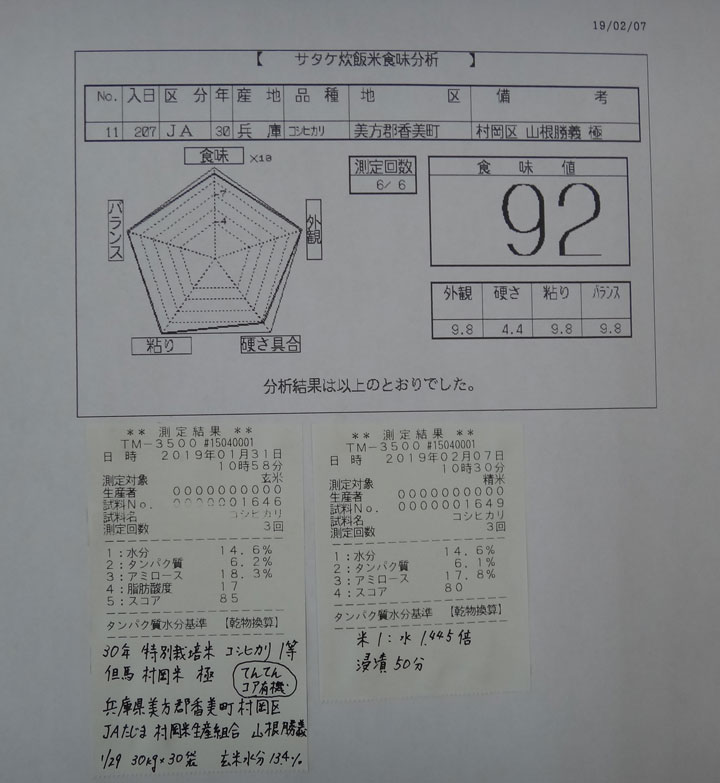 19/02/07
【 サタケ炊飯米食味分析 】
No. 入日 区分 年 産地 品種 地区 備考
11 207 JA 30 兵庫 コシヒカリ 美方郡香美町 村岡区 山根勝義 極
食味 ×10
バランス
外観
粘り
硬さ具合
7
4
測定回数
6/ 6
食味値
92
外観 硬さ 粘り バランス
9.8 4.4 9.8 9.8
分析結果は以上のとおりでした。
** 測定結果 **
TM-3500 #15040001
日時 2019年01月31日
10時58分
測定対象 玄米
生産者 0000000000
試料No. 0000001646
試料名 コシヒカリ
測定回数 3回
1:水分 14.6%
2:タンパク質 6.2%
3:アミロース 18.3%
4:脂肪酸度 17
5:スコア 85
タンパク質水分基準 【乾物換算】
30年 特別栽培米 コシヒカリ 1等
但馬 村岡米 極 てんてん
コア有機
兵庫県美方郡香美町村岡区
JAたじま 村岡米生産組合 山根勝義
1/29 30kg×30袋 玄米水分 13.4%
** 測定結果 **
TM-3500 #15040001
日時 2019年02月07日
10時30分
測定対象 精米
生産者 0000000000
試料No. 0000001649
試料名 コシヒカリ
測定回数 3回
1:水分 14.6%
2:タンパク質 6.1%
3:アミロース 17.8%
4:スコア 80
タンパク質水分基準 【乾物換算】
米1:水 1.445倍
浸漬50分